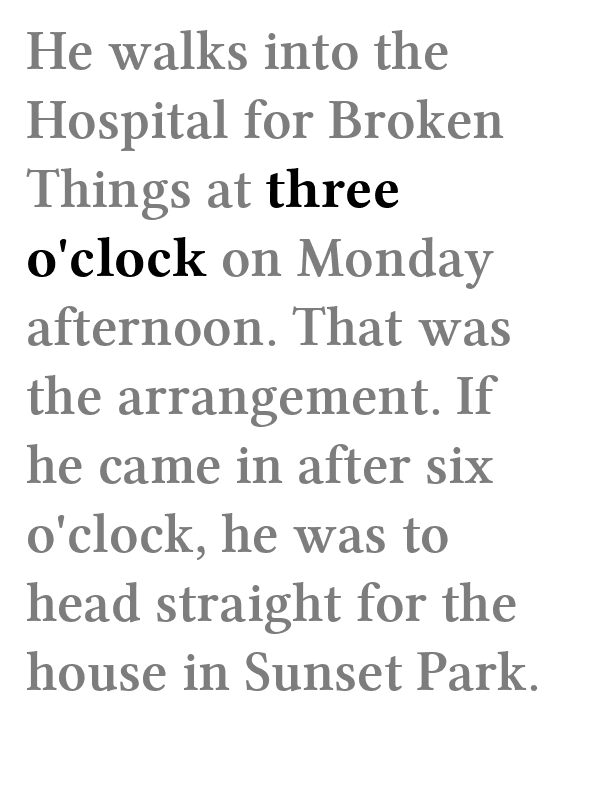 He walks into the
Hospital for Broken
Things at three
o'clock on Monday
afternoon. That was
the arrangement. If
he came in after six
o'clock, he was to
head straight for the
house in Sunset Park.